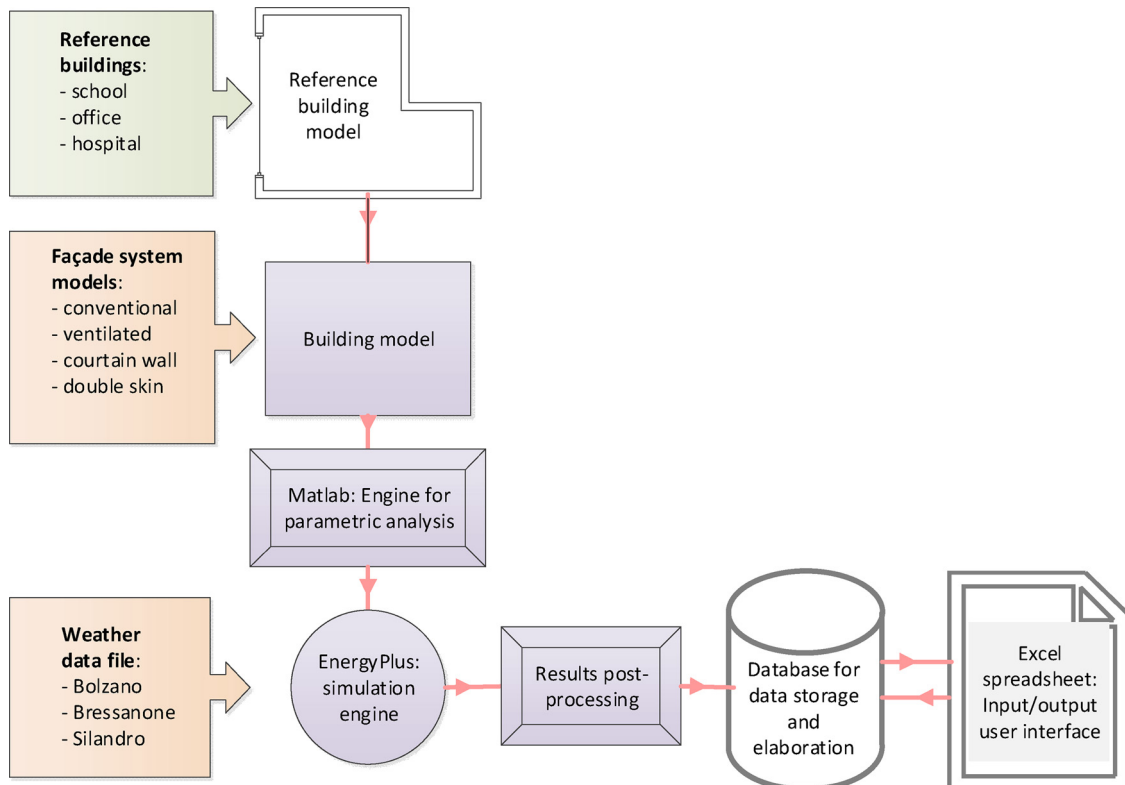 Reference
buildings:
- school
- office
- hospital
Reference
building
model
Façade system
models:
- conventional
- ventilated
- courtain wall
- double skin
Building model
Matlab: Engine for
parametric analysis
Weather
data file:
- Bolzano
- Bressanone
- Silandro
EnergyPlus:
simulation
engine
Results post-
processing
Database for
data storage
and
elaboration
Excel
spreadsheet:
Input/output
user interface